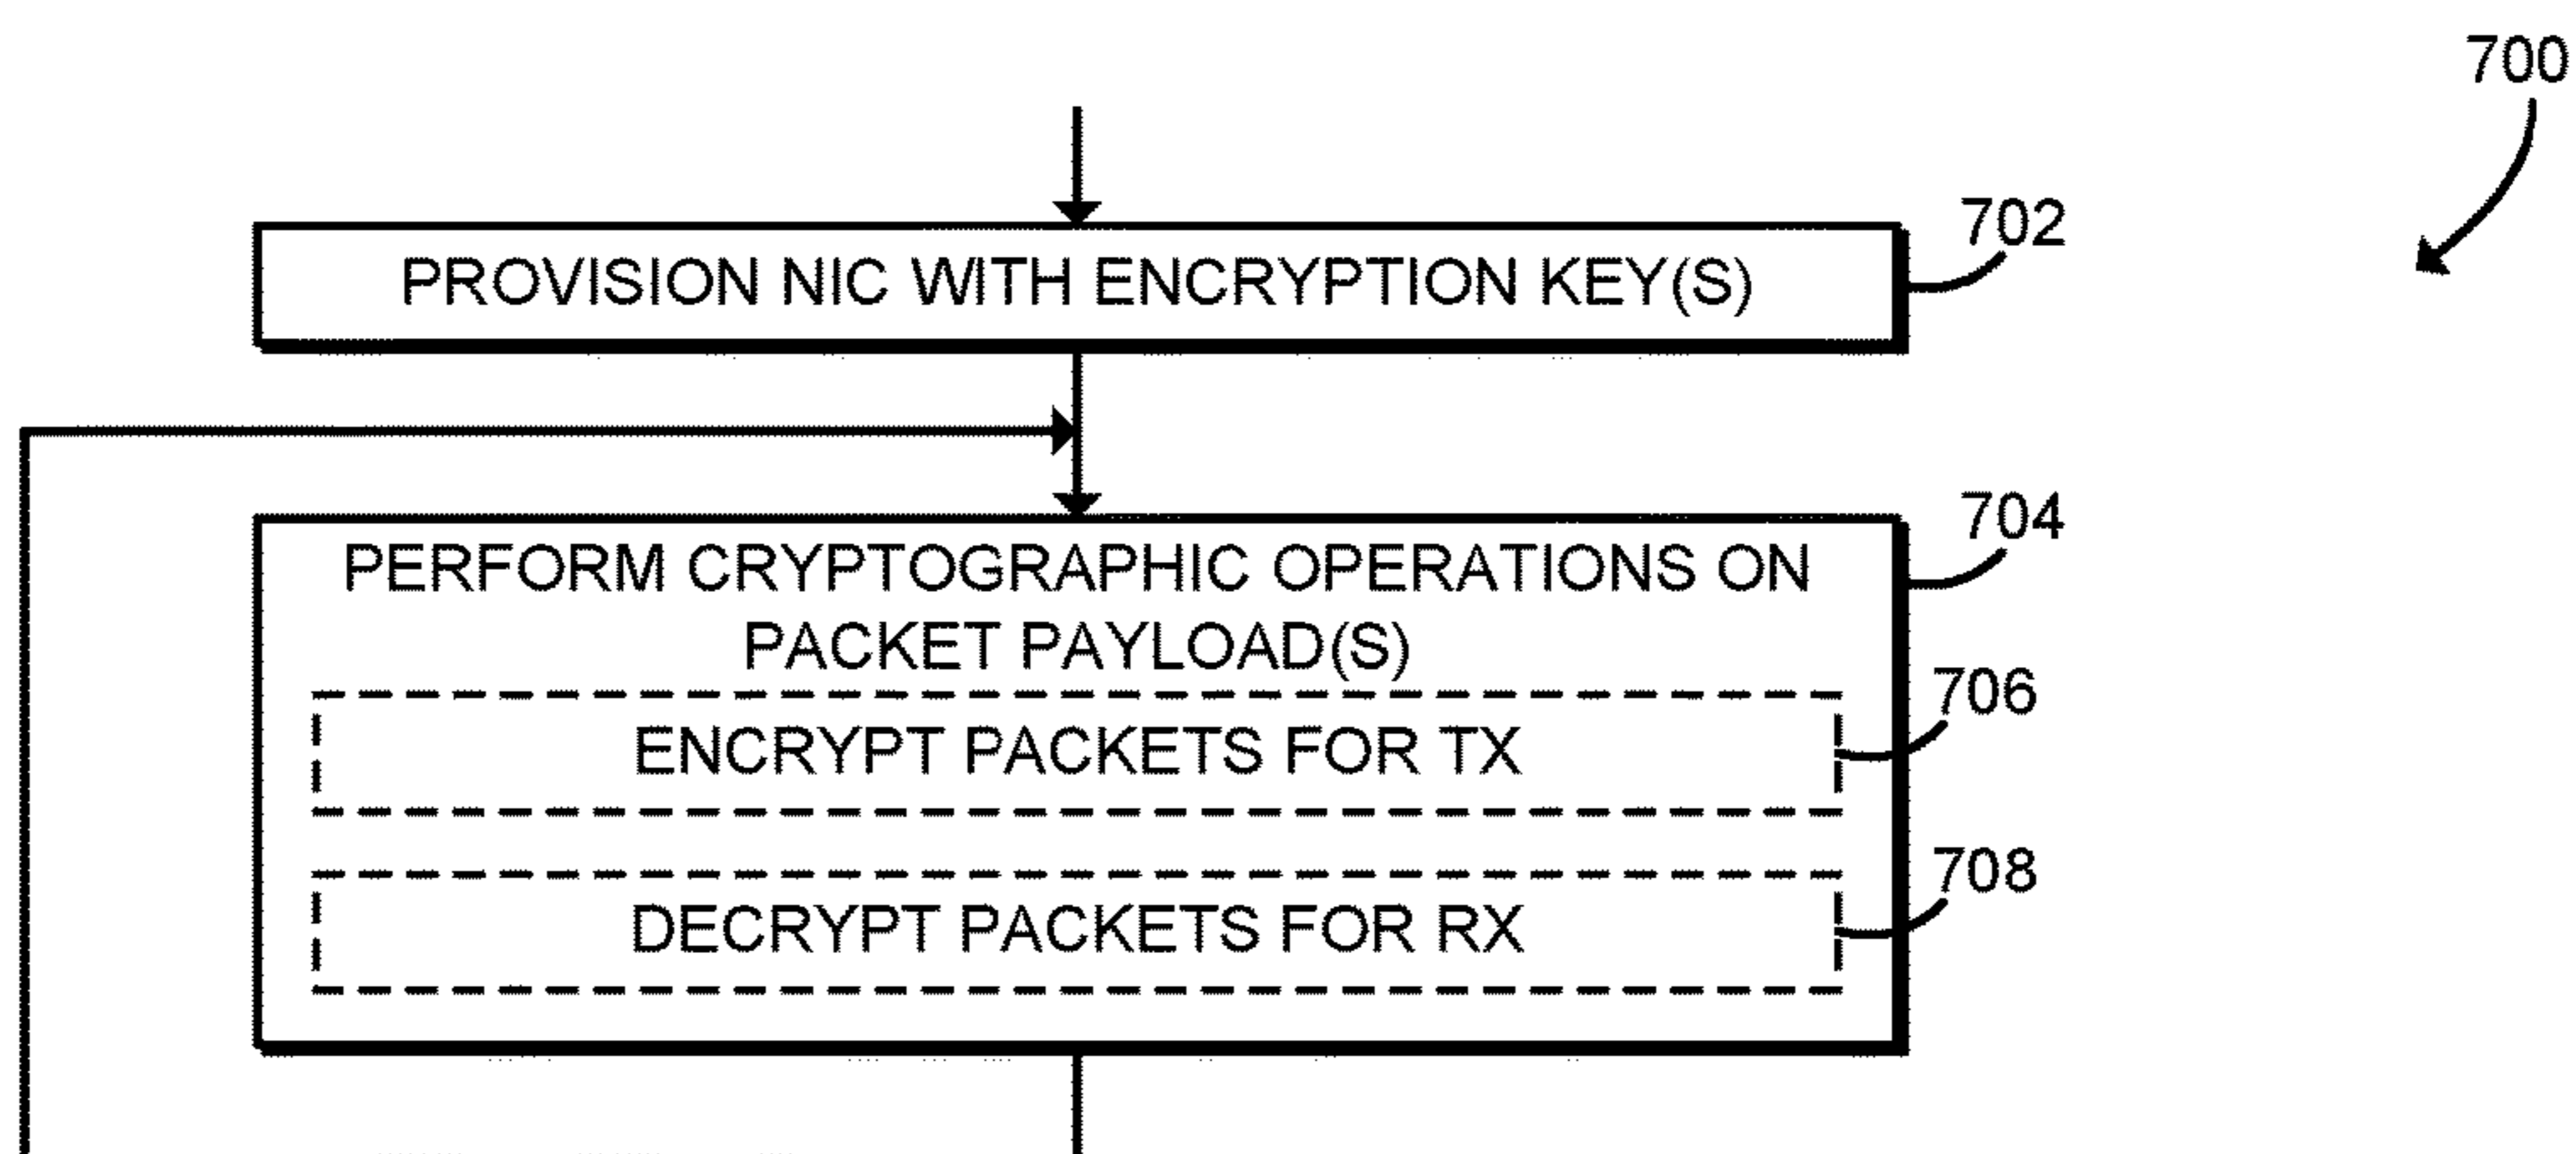 700
702
PROVISION NIC WITH ENCRYPTION KEY(S)
704
PERFORM CRYPTOGRAPHIC OPERATIONS ON
PACKET PAYLOAD(S)
706
ENCRYPT PACKETS FOR TX
708
DECRYPT PACKETS FOR RX